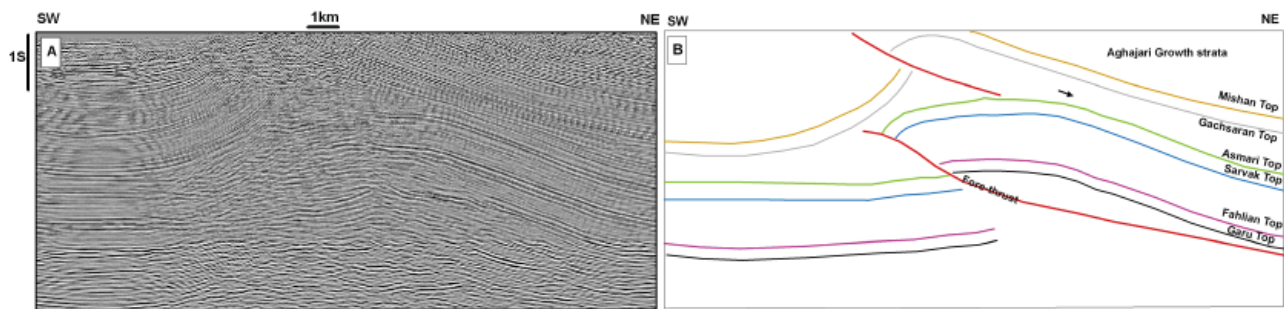 SW 1km NE
1S
A
SW NE
B
Aghajari Growth strata
Mishan Top
Gachsaran Top
Asmari Top
Sarvak Top
Fore-thrust
Fahlian Top
Garu Top